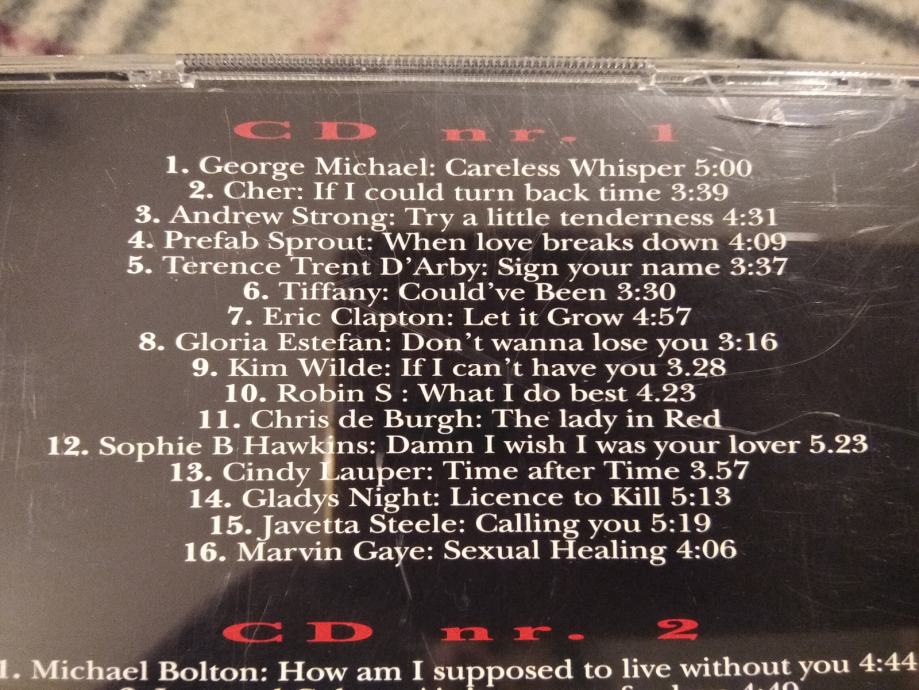 CD nr. 1
1. George Michael: Careless Whisper 5:00
2. Cher: If I could turn back time 3:39
3. Andrew Strong: Try a little tenderness 4:31
4. Prefab Sprout: When love breaks down 4:09
5. Terence Trent D'Arby: Sign your name 3:37
6. Tiffany: Could've Been 3:30
7. Eric Clapton: Let it Grow 4:57
8. Gloria Estefan: Don't wanna lose you 3:16
9. Kim Wilde: If I can't have you 3.28
10. Robin S : What I do best 4.23
11. Chris de Burgh: The lady in Red
12. Sophie B Hawkins: Damn I wish I was your lover 5.23
13. Cindy Lauper: Time after Time 3.57
14. Gladys Night: Licence to Kill 5:13
15. Javetta Steele: Calling you 5:19
16. Marvin Gaye: Sexual Healing 4:06
CD nr. 2
1. Michael Bolton: How am I supposed to live without you 4:44